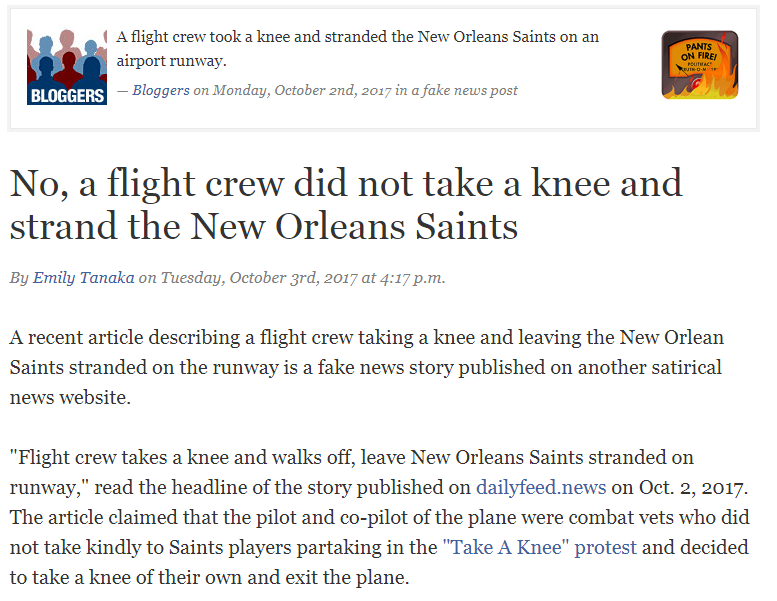 A flight crew took a knee and stranded the New Orleans Saints on an
airport runway.
— Bloggers on Monday, October 2nd, 2017 in a fake news post
BLOGGERS
PANTS
ON FIRE!
POLITIFACT
TRUTH-O-METER
No, a flight crew did not take a knee and
strand the New Orleans Saints
By Emily Tanaka on Tuesday, October 3rd, 2017 at 4:17 p.m.
A recent article describing a flight crew taking a knee and leaving the New Orlean
Saints stranded on the runway is a fake news story published on another satirical
news website.
"Flight crew takes a knee and walks off, leave New Orleans Saints stranded on
runway," read the headline of the story published on dailyfeed.news on Oct. 2, 2017.
The article claimed that the pilot and co-pilot of the plane were combat vets who did
not take kindly to Saints players partaking in the "Take A Knee" protest and decided
to take a knee of their own and exit the plane.